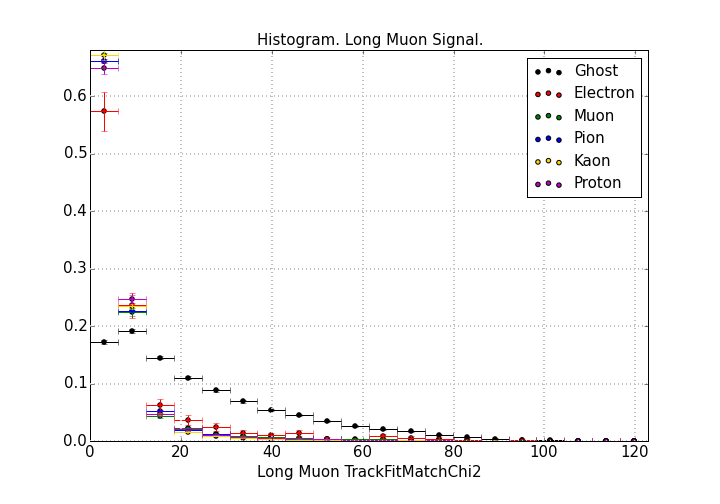 Histogram. Long Muon Signal.
Ghost
Electron
Muon
Pion
Kaon
Proton
0.6
0.5
0.4
0.3
0.2
0.1
0.0
0 20 40 60 80 100 120
Long Muon TrackFitMatchChi2